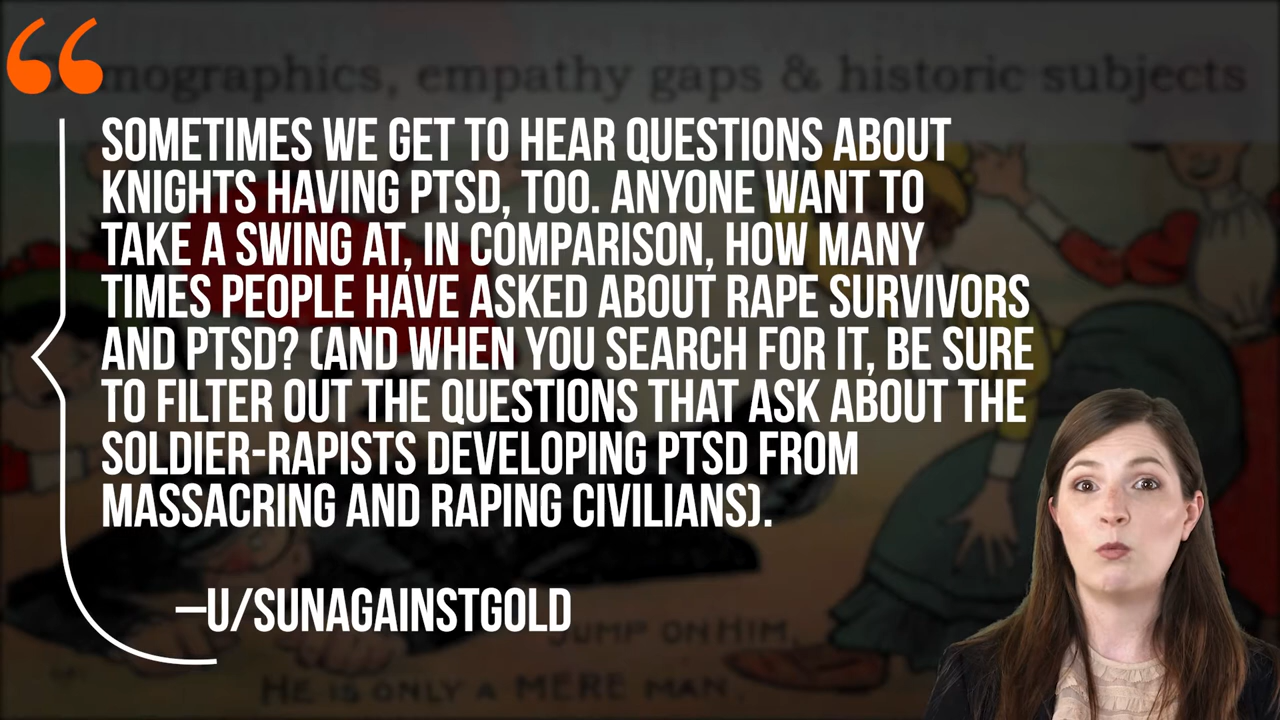 mographics, empathy gaps & historic subjects
SOMETIMES WE GET TO HEAR QUESTIONS ABOUT
KNIGHTS HAVING PTSD, TOO. ANYONE WANT TO
TAKE A SWING AT, IN COMPARISON, HOW MANY
TIMES PEOPLE HAVE ASKED ABOUT RAPE SURVIVORS
AND PTSD? (AND WHEN YOU SEARCH FOR IT, BE SURE
TO FILTER OUT THE QUESTIONS THAT ASK ABOUT THE
SOLDIER-RAPISTS DEVELOPING PTSD FROM
MASSACRING AND RAPING CIVILIANS).
–U/SUNAGAINSTGOLD
UMP ON HIM,
HE IS ONLY A MERE MAN.